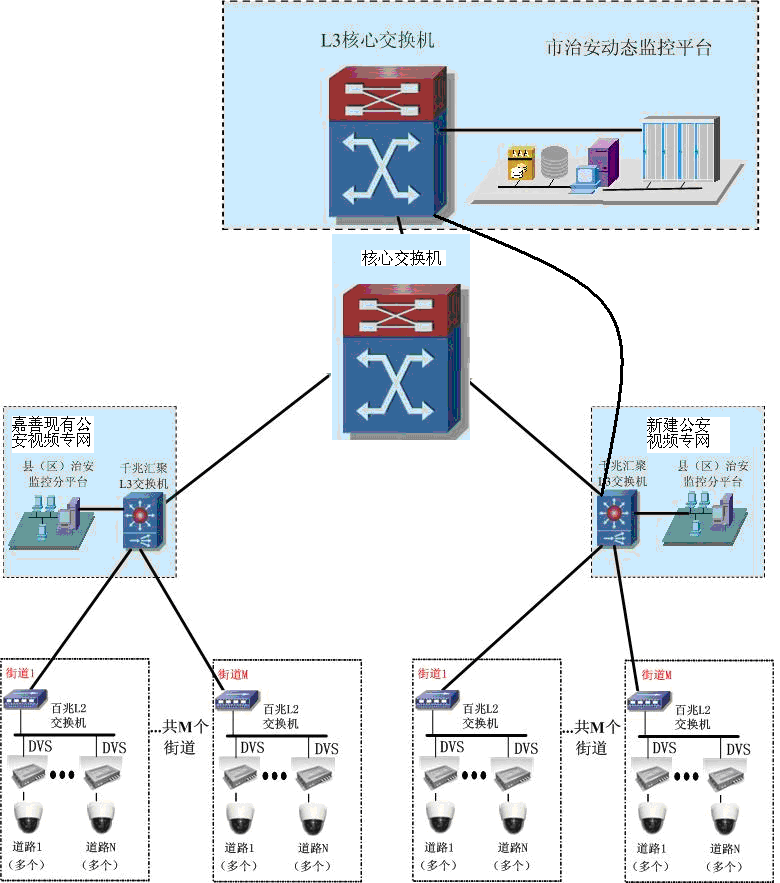 L3核心交换机
市治安动态监控平台
核心交换机
嘉善现有公
安视频专网
县（区）治安
监控分平台
千兆汇聚
L3交换机
新建公安
视频专网
千兆汇聚
L3交换机
县（区）治安
监控分平台
街道1
百兆L2
交换机
DVS
DVS
道路1
（多个）
道路N
（多个）
...共M个
街道
街道M
百兆L2
交换机
DVS
DVS
道路1
（多个）
道路N
（多个）
街道1
百兆L2
交换机
DVS
DVS
道路1
（多个）
道路N
（多个）
...共M个
街道
街道M
百兆L2
交换机
DVS
DVS
道路1
（多个）
道路N
（多个）